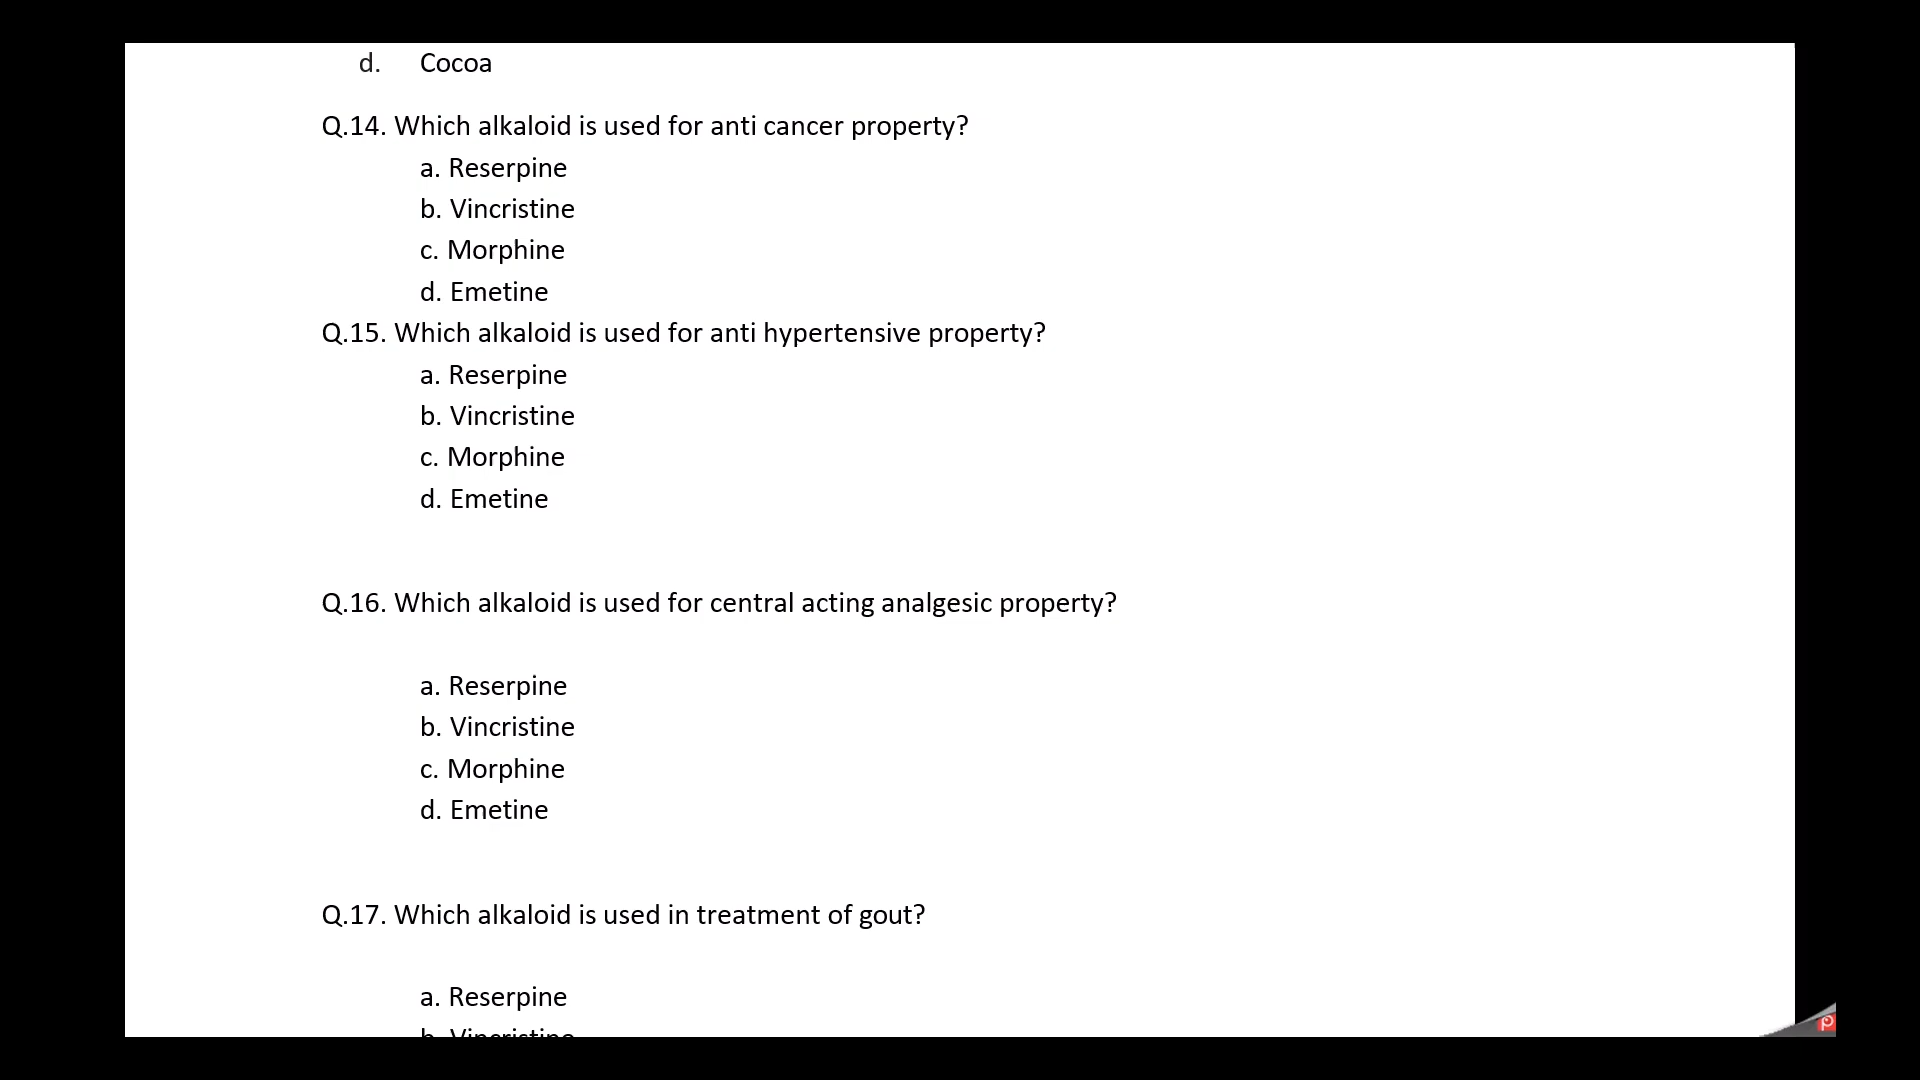 d. Cocoa
Q.14. Which alkaloid is used for anti cancer property?
a. Reserpine
b. Vincristine
c. Morphine
d. Emetine
Q.15. Which alkaloid is used for anti hypertensive property?
a. Reserpine
b. Vincristine
c. Morphine
d. Emetine
Q.16. Which alkaloid is used for central acting analgesic property?
a. Reserpine
b. Vincristine
c. Morphine
d. Emetine
Q.17. Which alkaloid is used in treatment of gout?
a. Reserpine
b. Vincristine